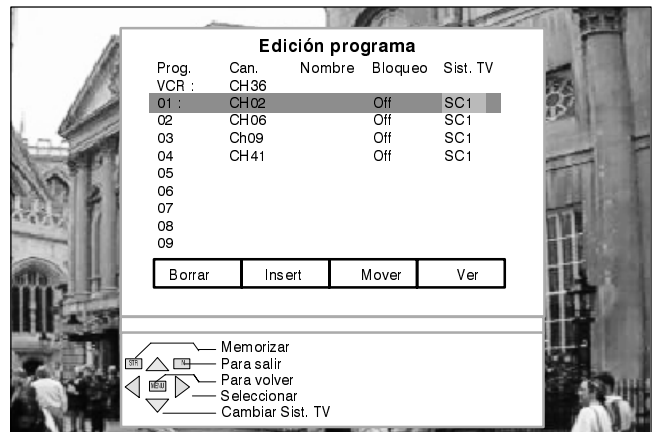 Edición programa
Prog. Can. Nombre Bloqueo Sist. TV
VCR : CH36
01 : CH02 Off SC1
02 CH06 Off SC1
03 Ch09 Off SC1
04 CH41 Off SC1
05
06
07
08
09
Borrar Insert Mover Ver
Memorizar
STR N Para salir
MENU Para volver
Seleccionar
Cambiar Sist. TV